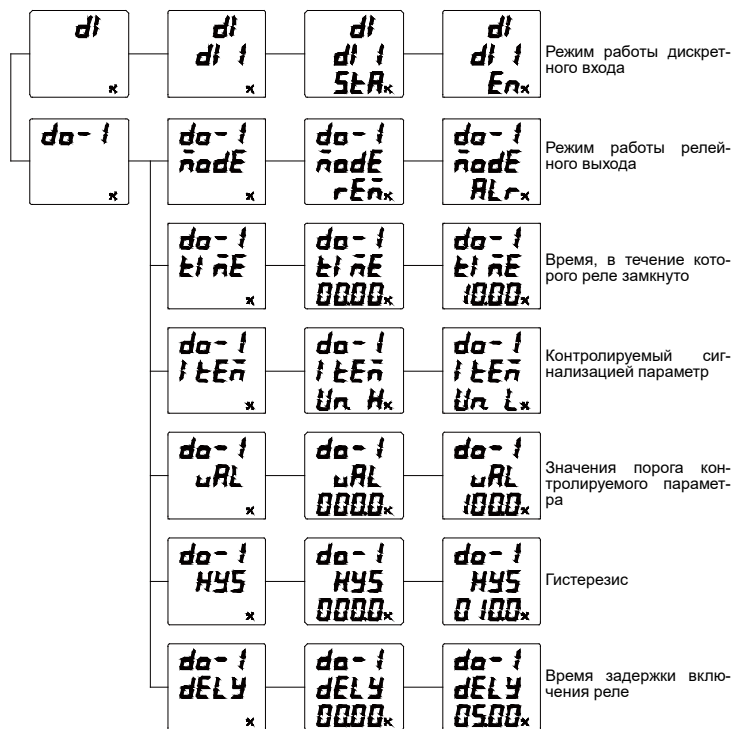 dI
dI
dI 1
dI
dI 1
StA
dI
dI 1
En
Режим работы дискрет-
ного входа
do-1
do-1
modE
do-1
modE
rEm
do-1
modE
ALr
Режим работы релей-
ного выхода
do-1
tI mE
do-1
tI mE
00.00
do-1
tI mE
10.00
Время, в течение кото-
рого реле замкнуто
do-1
ItEm
do-1
ItEm
Un H
do-1
ItEm
Un L
Контролируемый сиг-
нализацией параметр
do-1
uAL
do-1
uAL
000.0
do-1
uAL
100.0
Значения порога кон-
тролируемого парамет-
ра
do-1
HYS
do-1
HYS
000.0
do-1
HYS
010.0
Гистерезис
do-1
dELY
do-1
dELY
00.00
do-1
dELY
05.00
Время задержки вклю-
чения реле